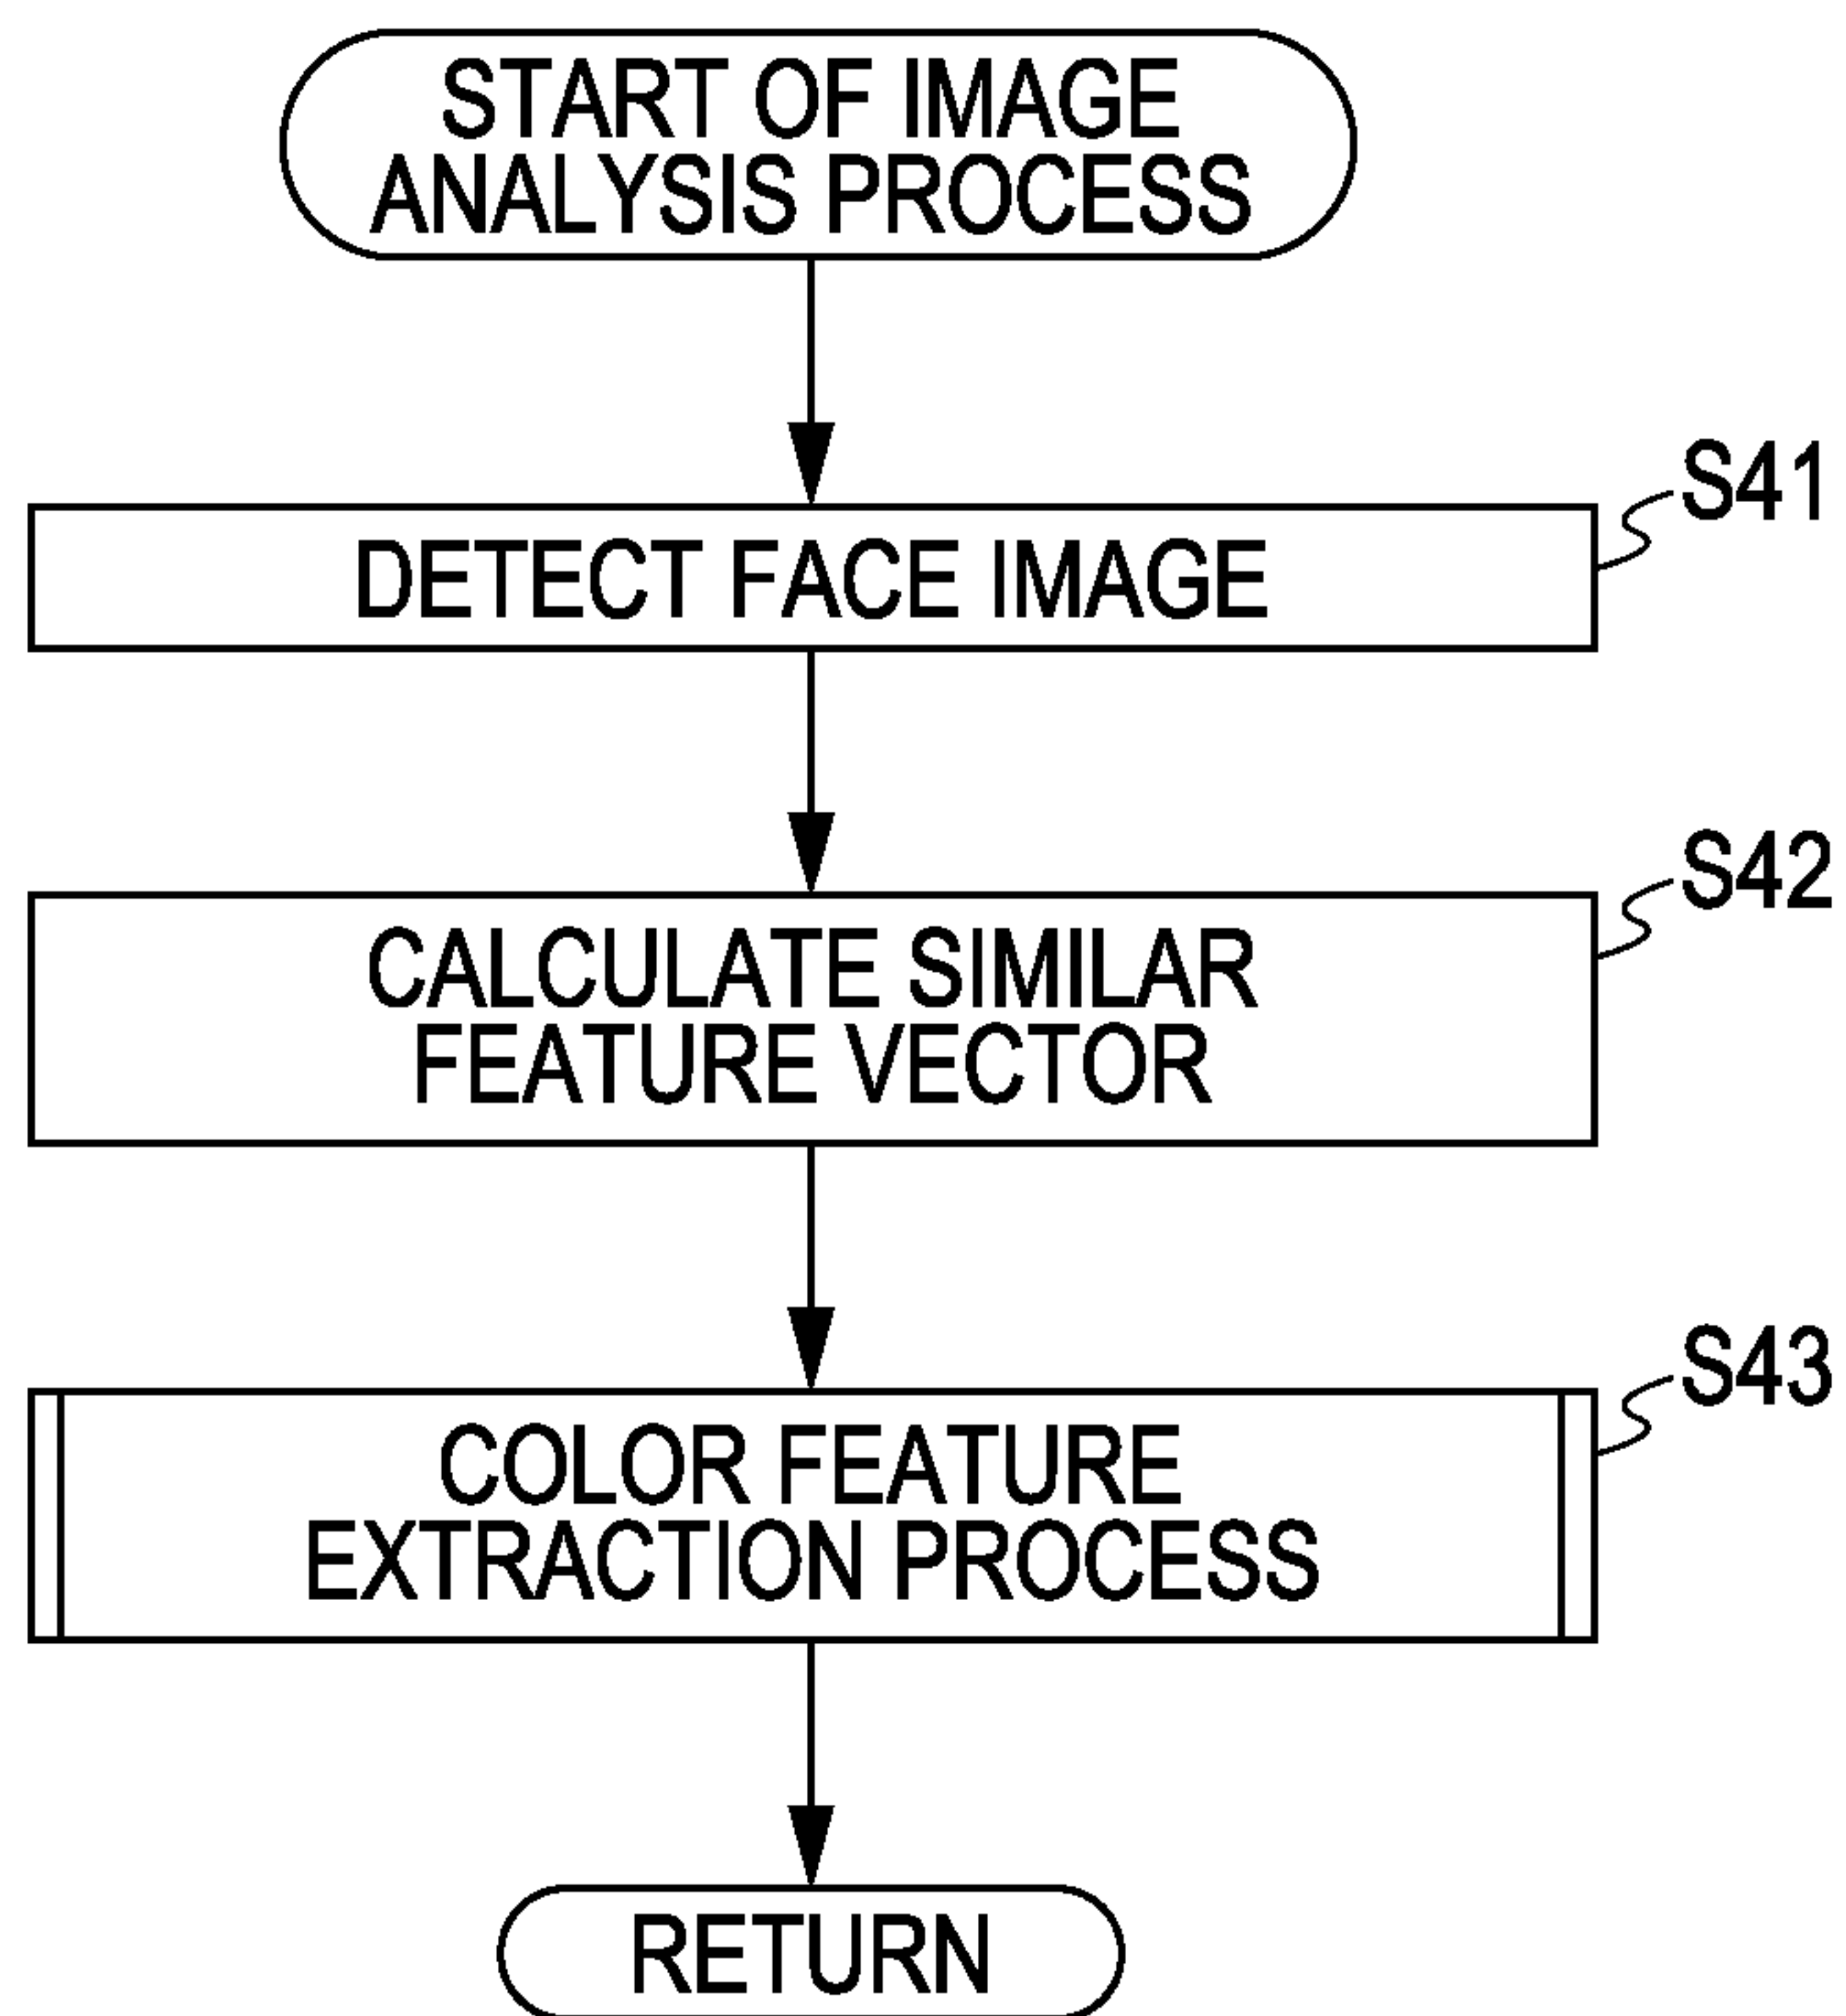 START OF IMAGE
ANALYSIS PROCESS
S41
DETECT FACE IMAGE
S42
CALCULATE SIMILAR
FEATURE VECTOR
S43
COLOR FEATURE
EXTRACTION PROCESS
RETURN